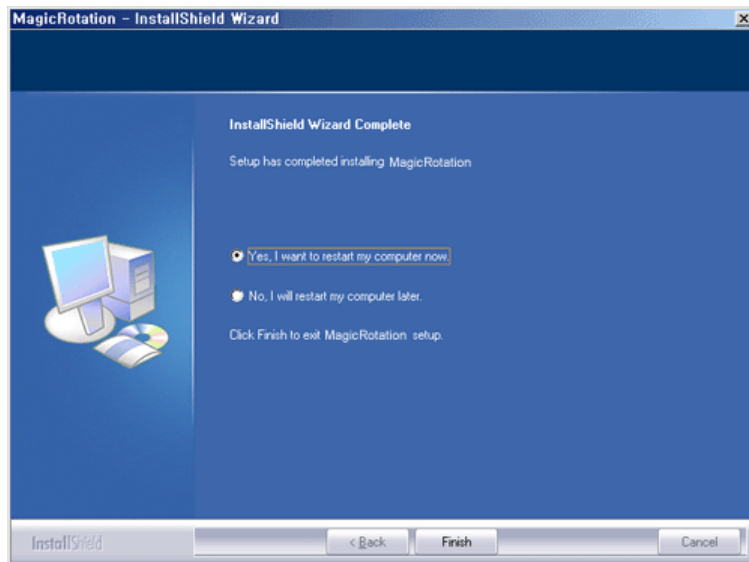 MagicRotation - InstallShield Wizard
InstallShield Wizard Complete
Setup has completed installing MagicRotation
Yes, I want to restart my computer now.
No, I will restart my computer later.
Click Finish to exit MagicRotation setup.
InstallShield
< Back
Finish
Cancel